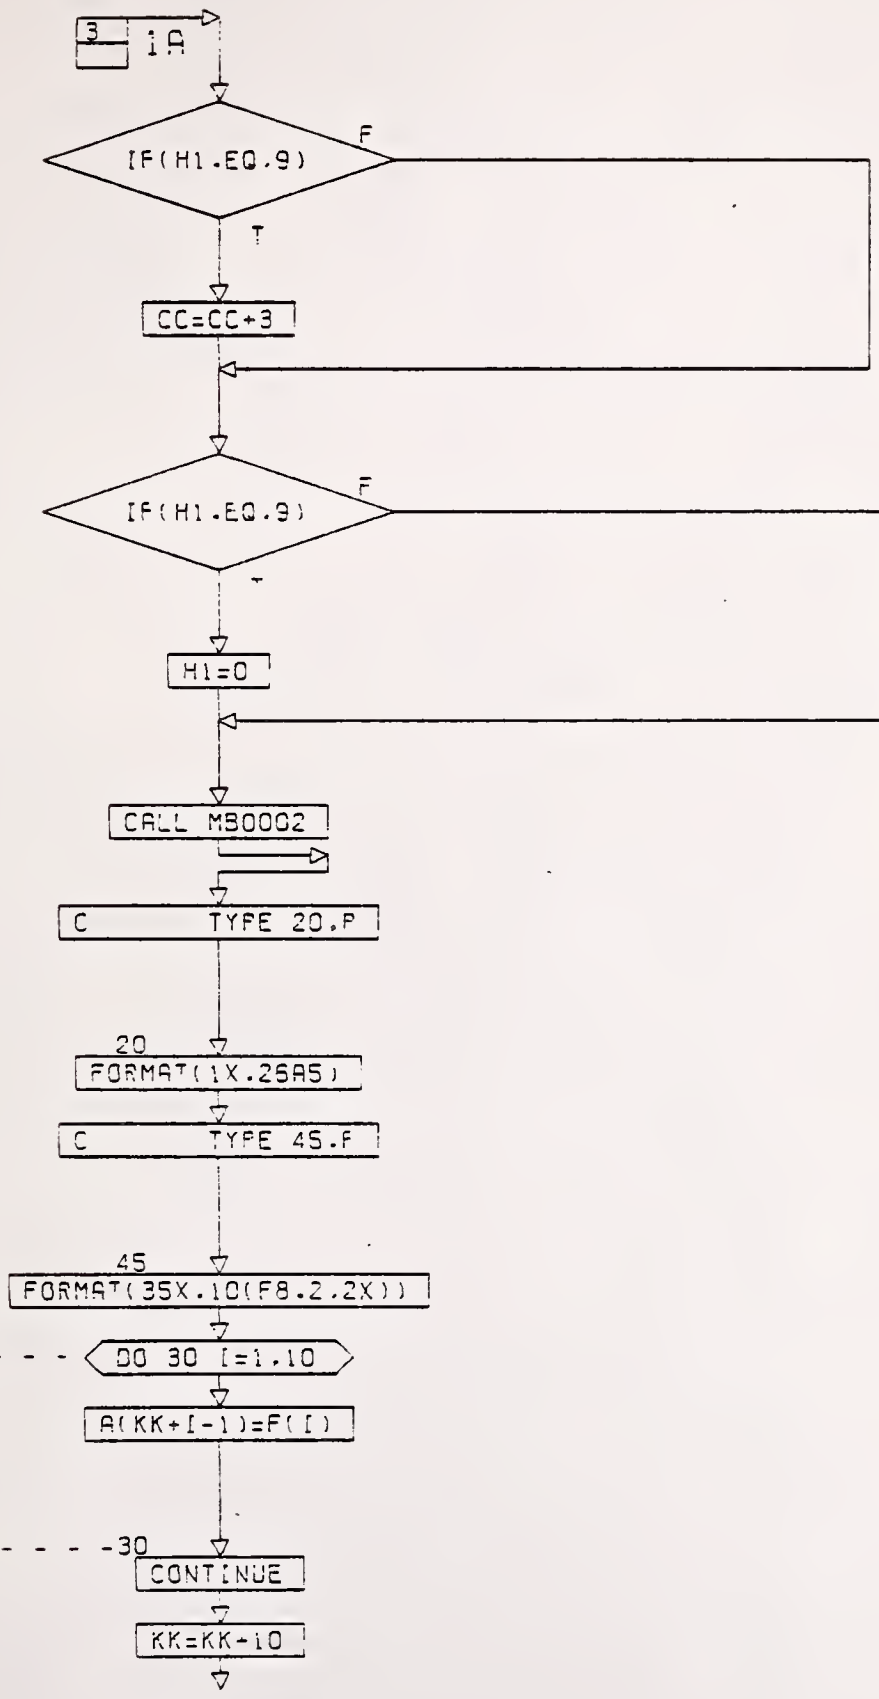 3
1A
IF(H1.EQ.9)
F
T
CC=CC+3
IF(H1.EQ.9)
F
H1=0
CALL MB0002
C TYPE 20,P
20
FORMAT(1X,26A5)
C TYPE 45,F
45
FORMAT(35X,10(F8.2,2X))
DO 30 I=1,10
A(KK+I-1)=F(I)
30
CONTINUE
KK=KK+10